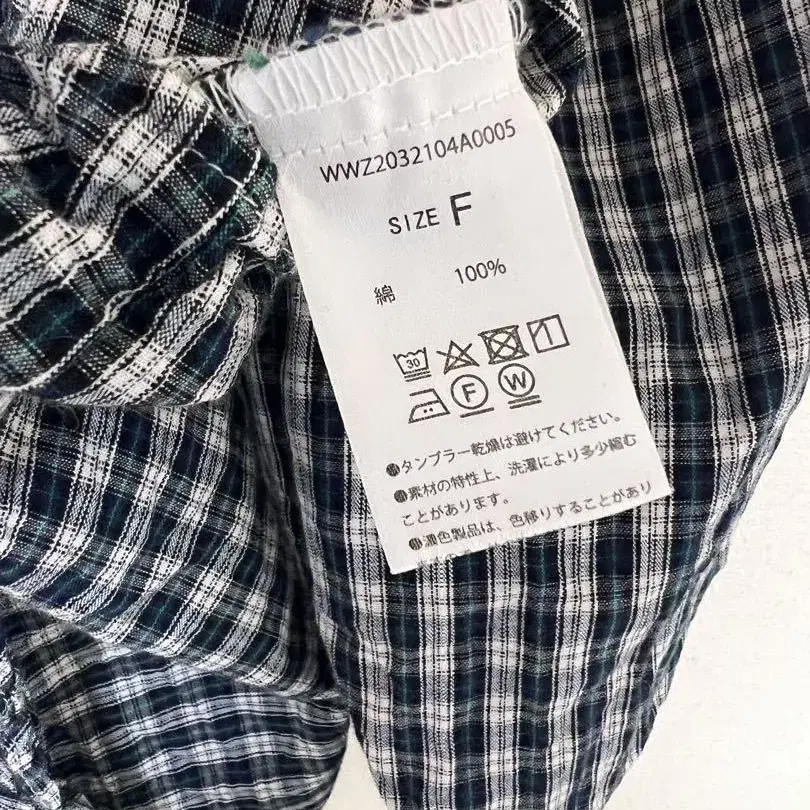 WWZ2032104A0005
SIZE F
綿 100%
30
F W
タンブラー乾燥は避けてください。
素材の特性上、洗濯により多少縮む
ことがあります。
濃色製品は、色移りすることがあり